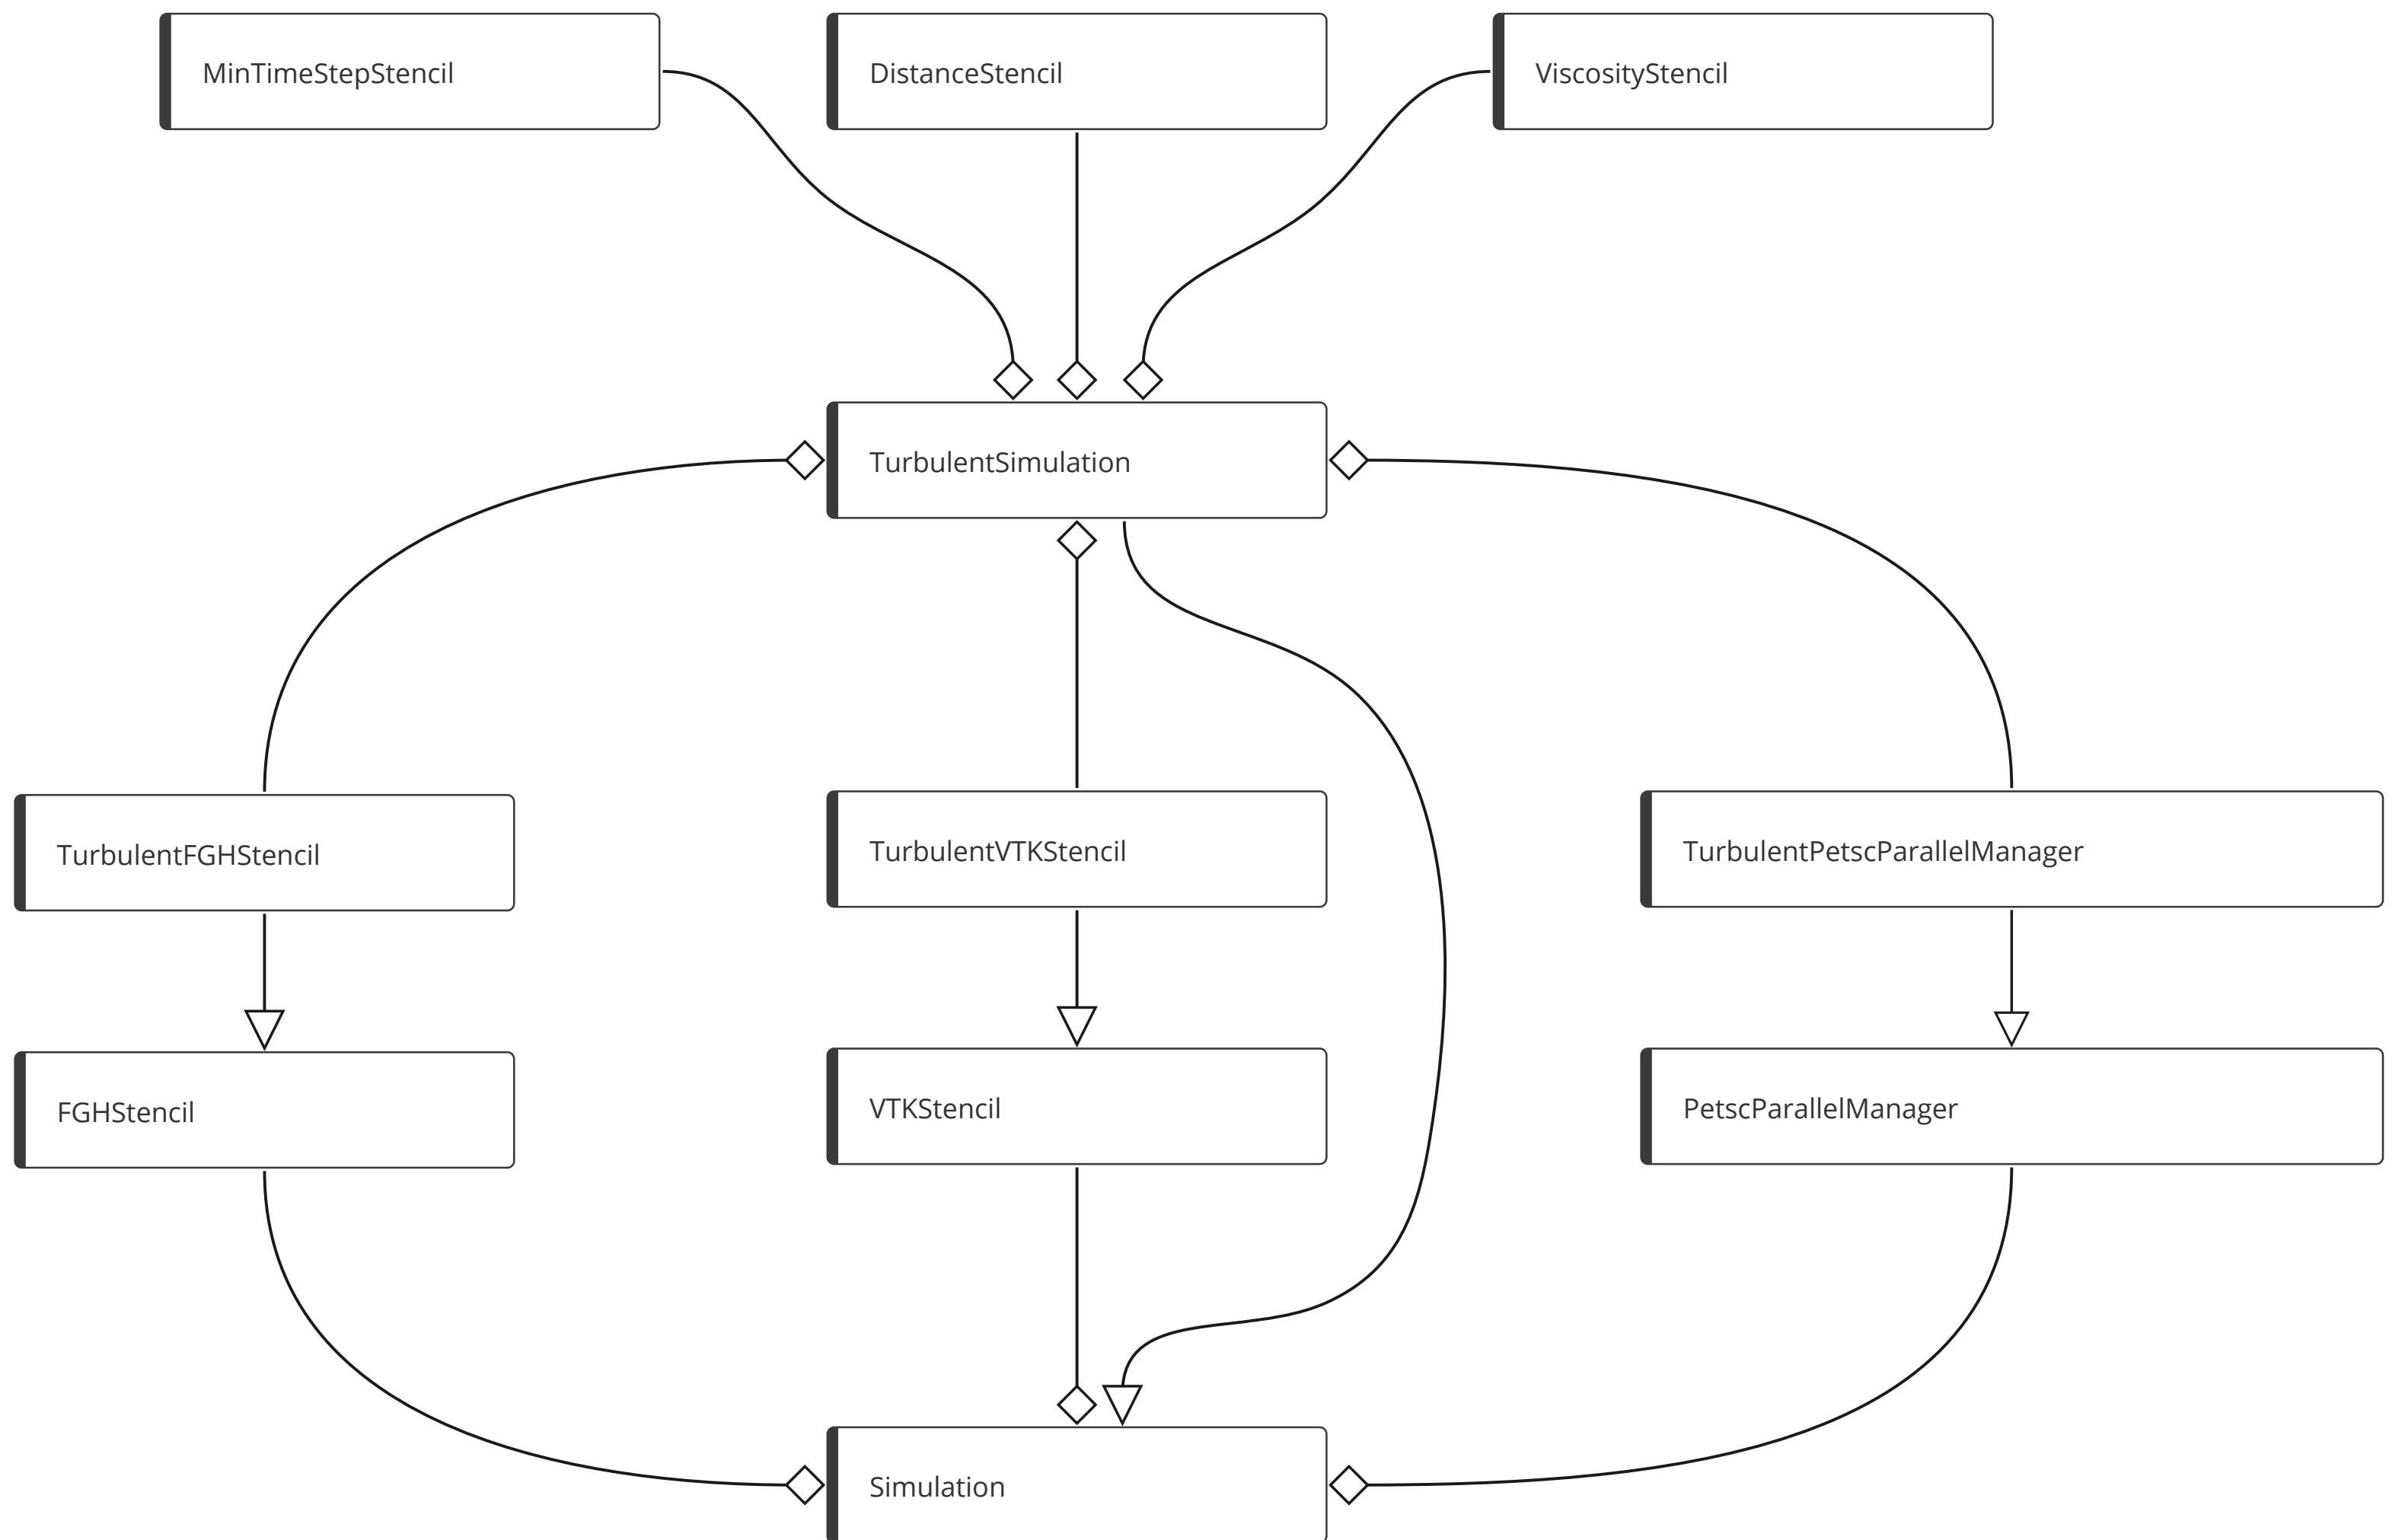 MinTimeStepStencil
DistanceStencil
ViscosityStencil
TurbulentSimulation
TurbulentFGHStencil
TurbulentVTKStencil
TurbulentPetscParallelManager
FGHStencil
VTKStencil
PetscParallelManager
Simulation